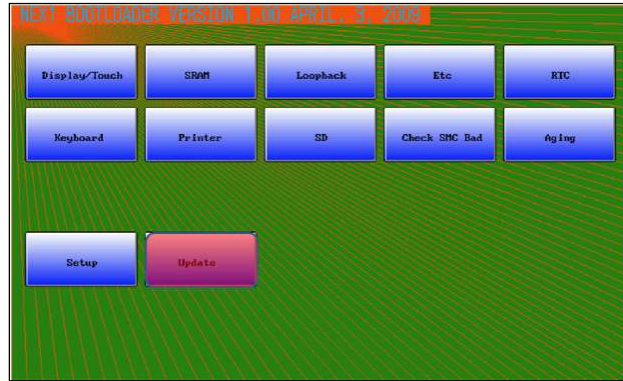 NEXT BOOTLOADER VERSION 1.00 APRIL. 3, 2008
Display/Touch SRAM Loopback Etc RTC
Keyboard Printer SD Check SMC Bad Aging
Setup Update